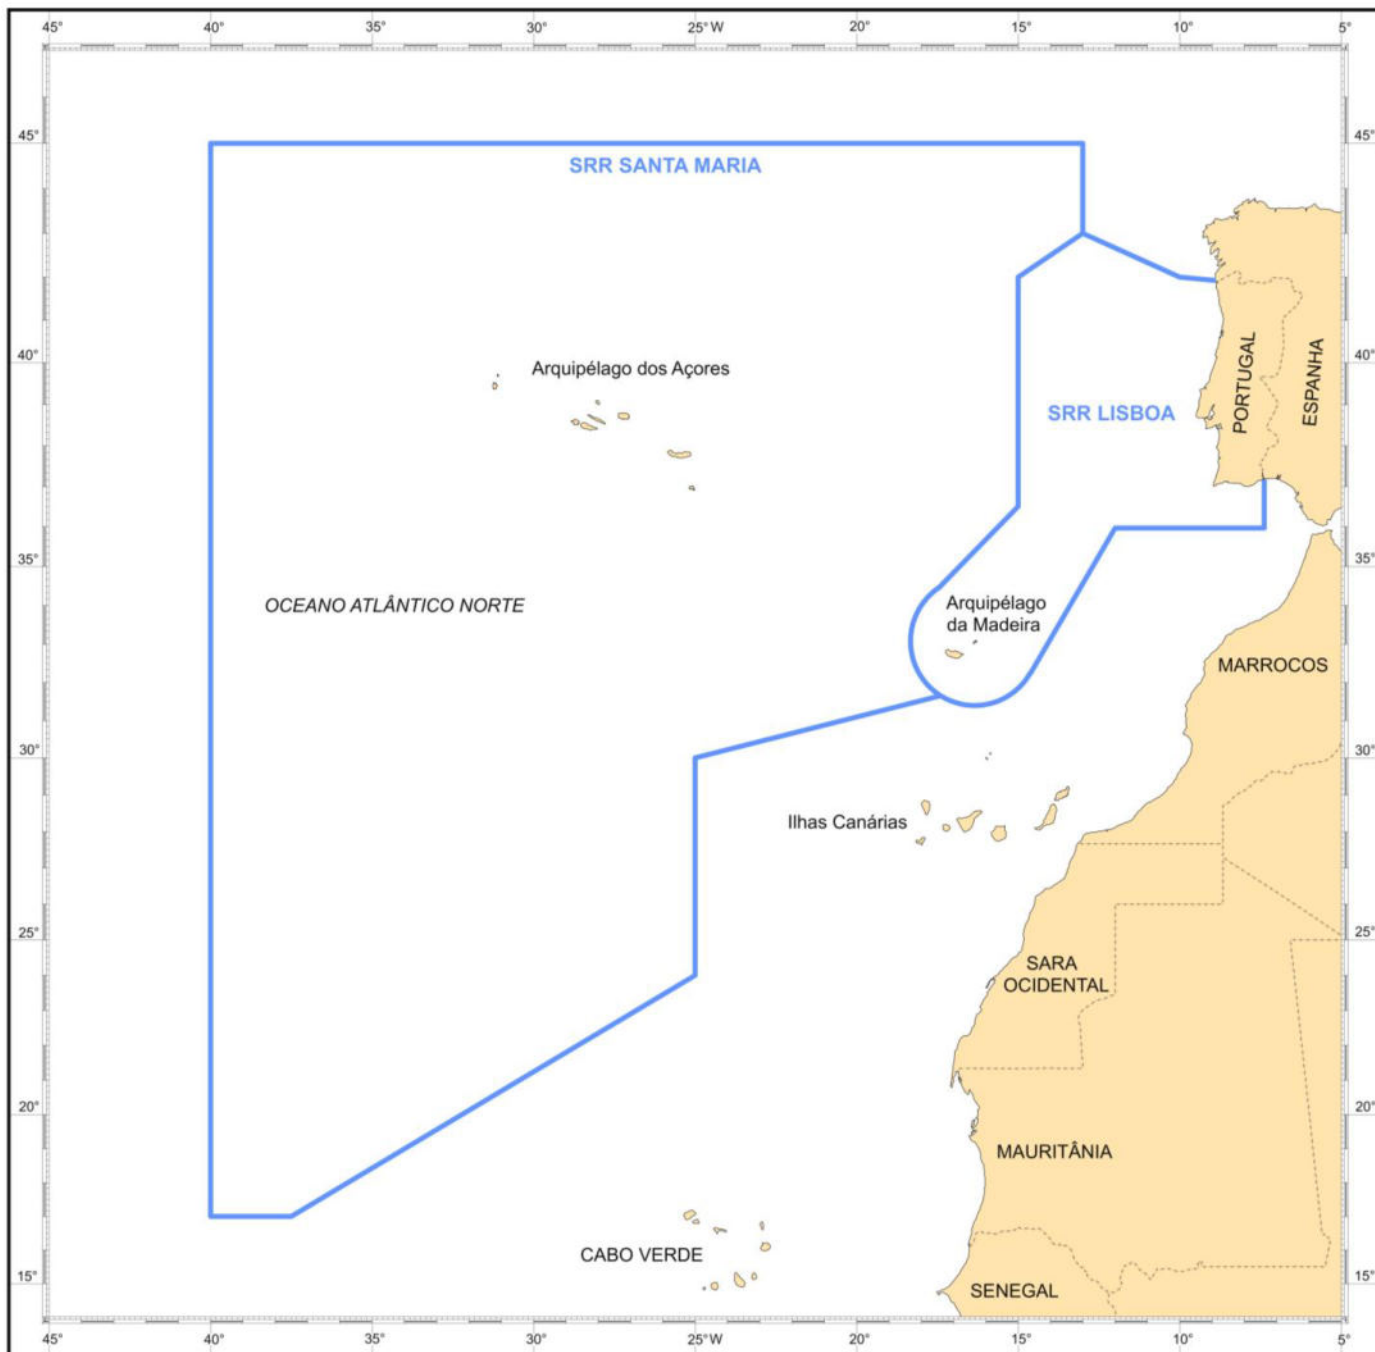 45° 40° 35° 30° 25°W 20° 15° 10° 5°
45° 45°
SRR SANTA MARIA
40° 40°
Arquipélago dos Açores
PORTUGAL
ESPANHA
SRR LISBOA
35° 35°
OCEANO ATLÂNTICO NORTE
Arquipélago
da Madeira
MARROCOS
30° 30°
Ilhas Canárias
25° 25°
SARA
OCIDENTAL
20° 20°
MAURITÂNIA
CABO VERDE
15° 15°
SENEGAL
45° 40° 35° 30° 25°W 20° 15° 10° 5°